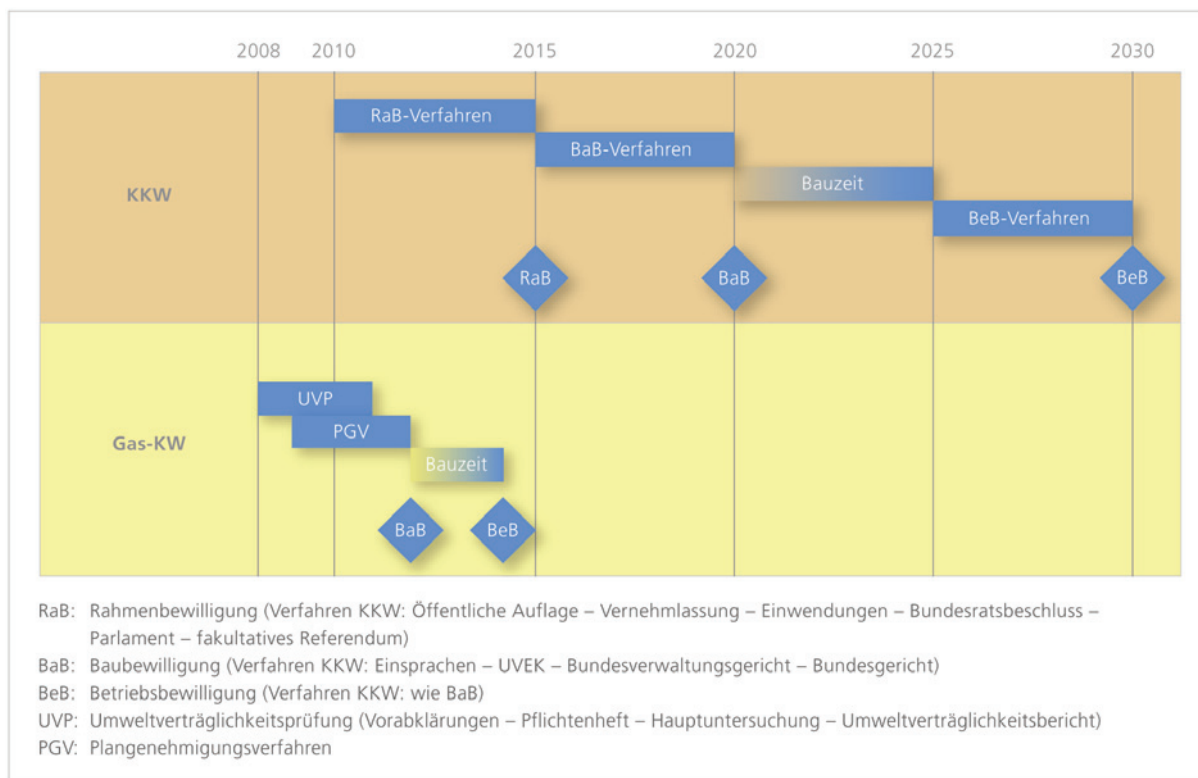 2008 2010 2015 2020 2025 2030
RaB-Verfahren
BaB-Verfahren
Bauzeit
KKW
BeB-Verfahren
RaB BaB BeB
UVP
PGV
Gas-KW
Bauzeit
BaB BeB
RaB: Rahmenbewilligung (Verfahren KKW: Öffentliche Auflage – Vernehmlassung – Einwendungen – Bundesratsbeschluss –
Parlament – fakultatives Referendum)
BaB: Baubewilligung (Verfahren KKW: Einsprachen – UVEK – Bundesverwaltungsgericht – Bundesgericht)
BeB: Betriebsbewilligung (Verfahren KKW: wie BaB)
UVP: Umweltverträglichkeitsprüfung (Vorabklärungen – Pflichtenheft – Hauptuntersuchung – Umweltverträglichkeitsbericht)
PGV: Plangenehmigungsverfahren